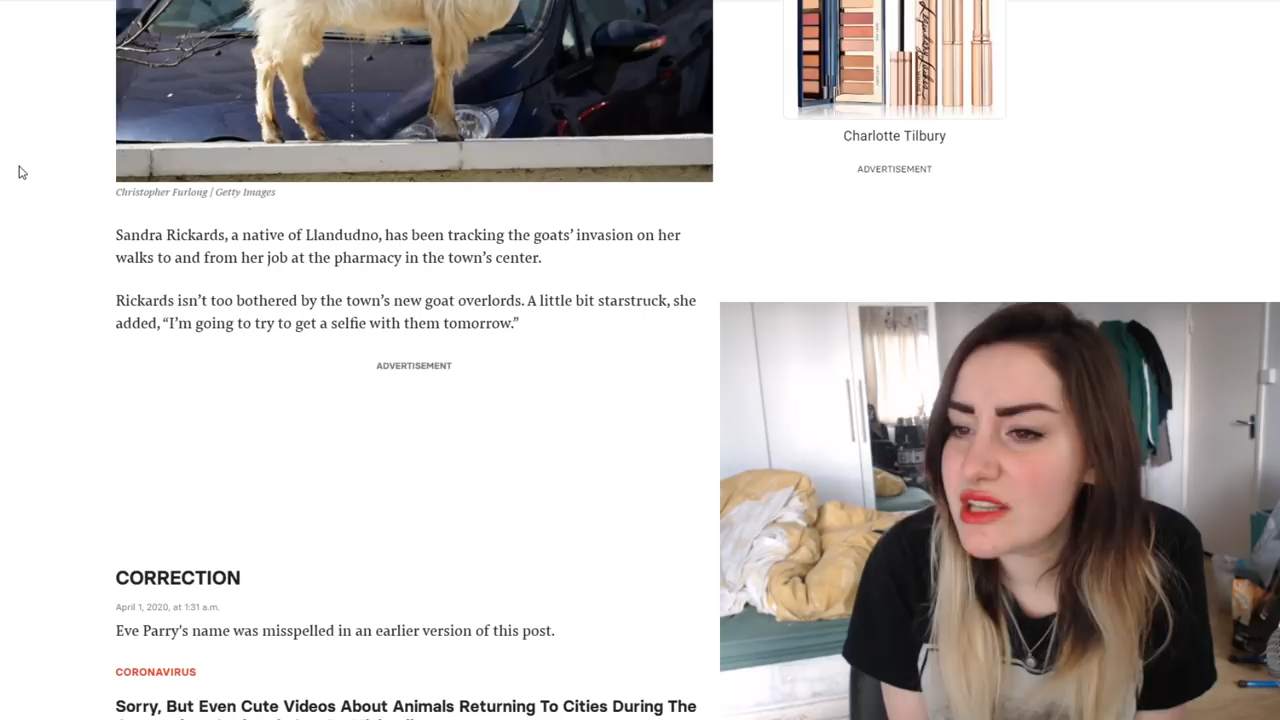 Christopher Furlong / Getty Images
Sandra Rickards, a native of Llandudno, has been tracking the goats’ invasion on her
walks to and from her job at the pharmacy in the town’s center.
Rickards isn’t too bothered by the town’s new goat overlords. A little bit starstruck, she
added, “I’m going to try to get a selfie with them tomorrow.”
ADVERTISEMENT
CORRECTION
April 1, 2020, at 1:31 a.m.
Eve Parry's name was misspelled in an earlier version of this post.
CORONAVIRUS
Sorry, But Even Cute Videos About Animals Returning To Cities During The
Charlotte Tilbury
ADVERTISEMENT